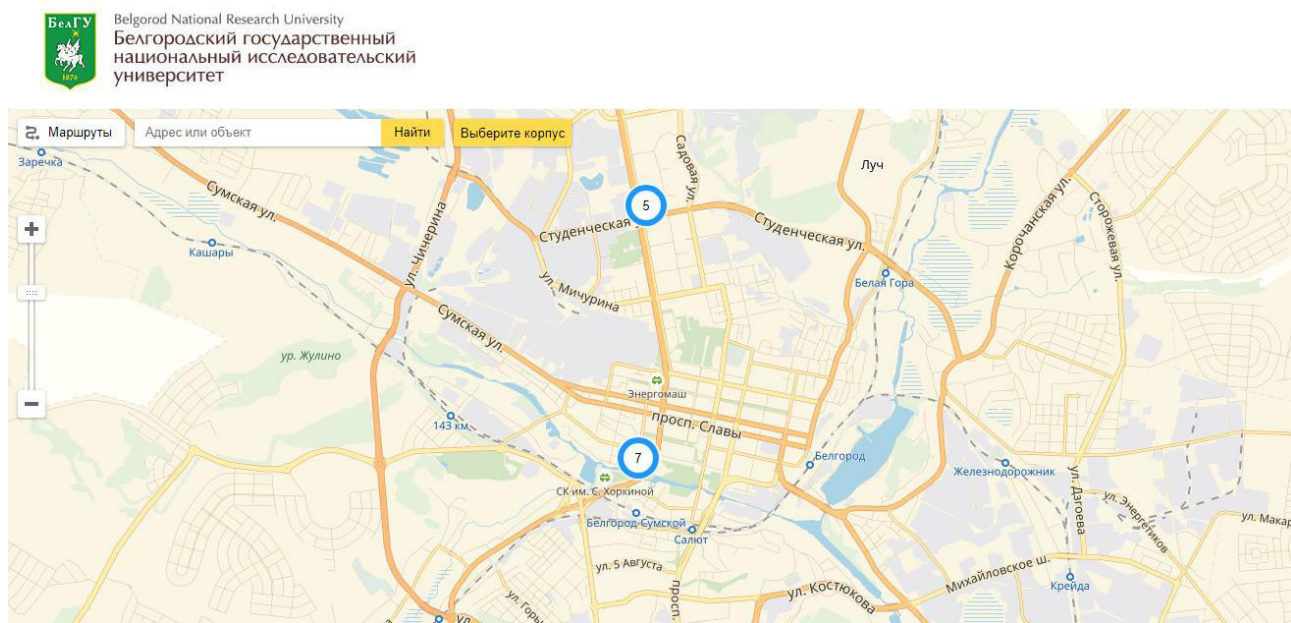 БелГУ
1876
Belgorod National Research University
Белгородский государственный
национальный исследовательский
университет
Маршруты
Адрес или объект
Найти
Выберите корпус
Заречка
Сумская ул.
Садовая ул.
Луч
5
Студенческая
Студенческая ул.
Корочанская ул.
Сторожевая ул.
Кашары
ул. Чичерина
ул. Мичурина
Белая Гора
Сумская ул.
ур. Жулино
Энергомаш
просп. Славы
143 км
7
Белгород
СК им. С. Хоркиной
Железнодорожник
ул. Дзгоева
ул. Энергетиков
ул. Макар
Белгород-Сумской
Салют
ул. 5 Августа
просп.
ул. Костюкова
Михайловское ш.
Крейда
ул. Горь
ул.